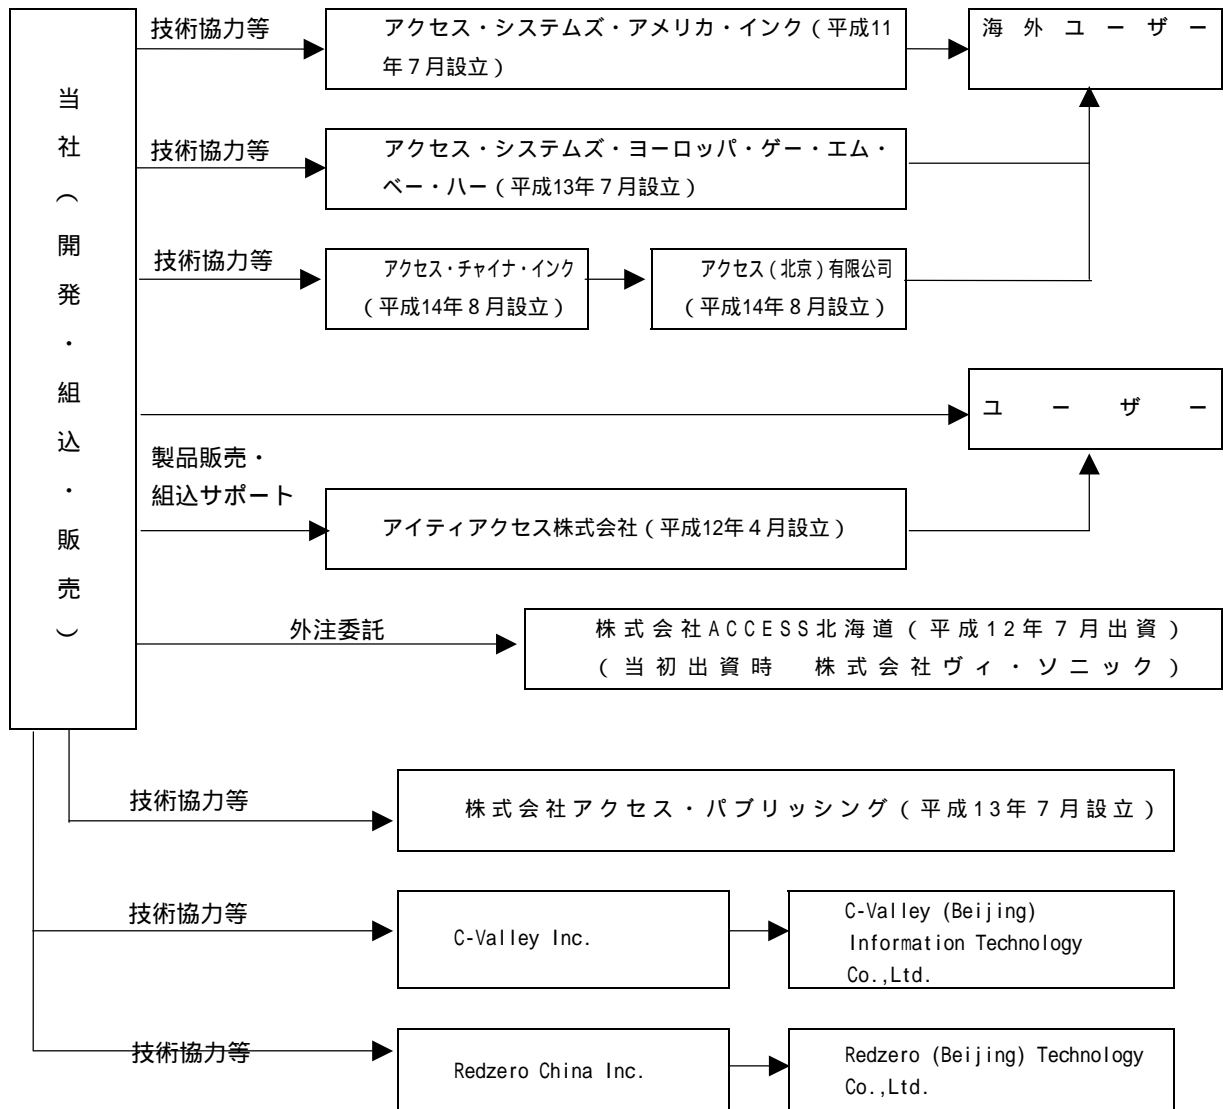 当社（開発・組込・販売）
技術協力等
アクセス・システムズ・アメリカ・インク（平成11
年７月設立）
海外ユーザー
技術協力等
アクセス・システムズ・ヨーロッパ・ゲー・エム・
ベー・ハー（平成13年７月設立）
技術協力等
アクセス・チャイナ・インク
（平成14年８月設立）
アクセス（北京）有限公司
（平成14年８月設立）
ユーザー
製品販売・
組込サポート
アイティアクセス株式会社（平成12年４月設立）
外注委託
株式会社ACCESS北海道（平成12年７月出資）
（当初出資時　株式会社ヴィ・ソニック）
技術協力等
株式会社アクセス・パブリッシング（平成13年７月設立）
技術協力等
C-Valley Inc.
C-Valley (Beijing)
Information Technology
Co.,Ltd.
技術協力等
Redzero China Inc.
Redzero (Beijing) Technology
Co.,Ltd.